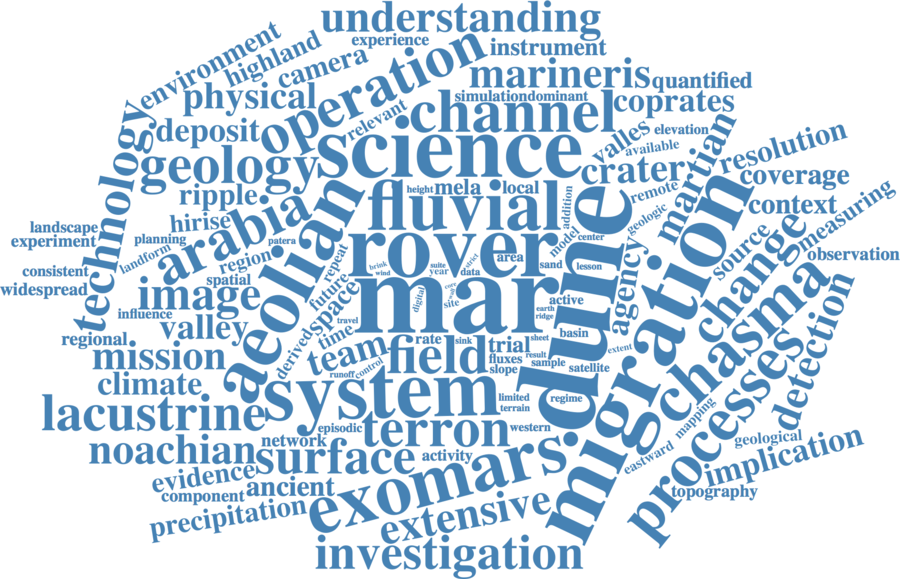 understanding
experience
environment
highland
camera
operation
instrument
marineris
quantified
physical
simulation
dominant
channel
coprates
relevant
deposit
science
valles
elevation
available
technology
geology
crater
martian
resolution
ripple
height
mela
local
fluvial
addition
remote
coverage
landscape
hirise
arabia
aeolian
rover
dune
geologic
context
experiment
planning
patera
model
center
migration
measuring
landform
region
repeat
area
sand
lesson
source
change
observation
consistent
spatial
future
brink
wind
suite
year
data
strict
agency
widespread
image
space
mar
digital
core
web
site
active
earth
ridge
chasma
influence
valley
time
travel
basin
detection
regional
mission
derived
team
field
rate
sink
trial
sheet
fluxes
result
sample
slope
satellite
extent
processes
climate
runoff
control
system
limited
terrain
regime
lacustrine
episodic
terron
western
mapping
noachian
network
surface
activity
eastward
geological
implication
evidence
component
ancient
exomars
topography
precipitation
extensive
investigation